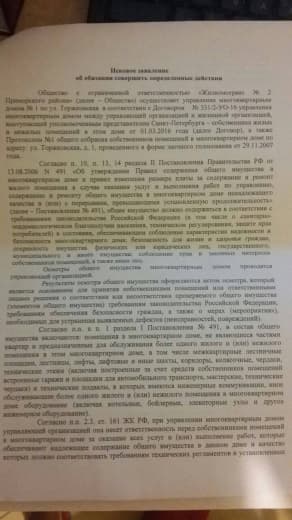 Исковое заявление
об обязании совершить определенные действия
Общество с ограниченной ответственностью «Жилкомсервис № 2
Приморского района» (далее – Общество) осуществляет управление многоквартирным
домом № 1 по ул. Торжковская в соответствии с Договором № 331/2-УО-16 управления
многоквартирным домом между управляющей организацией и жилищной организацией,
выступающей уполномоченным представителем Санкт-Петербурга – собственника жилых
и нежилых помещений в этом доме от 01.03.2016 года (далее Договор), а также
Протоколом №1 общего собрания собственников помещений в многоквартирном доме по
адресу: ул. Торжковская, д. 1, проведенного в форме заочного голосования от 29.11.2007
года.
Согласно п. 10, п. 13, 14 раздела II Постановления Правительства РФ от
13.08.2006 N 491 «Об утверждении Правил содержания общего имущества в
многоквартирном доме и правил изменения размера платы за содержание и ремонт
жилого помещения в случае оказания услуг и выполнения работ по управлению,
содержанию и ремонту общего имущества в многоквартирном доме ненадлежащего
качества и (или) с перерывами, превышающими установленную продолжительность»
(далее – Постановление № 491), общее имущество должно содержаться в соответствии с
требованиями законодательства Российской Федерации (в том числе о санитарно-
эпидемиологическом благополучии населения, техническом регулировании, защите прав
потребителей) в состоянии, обеспечивающем соблюдение характеристик надежности и
безопасности многоквартирного дома; безопасность для жизни и здоровья граждан,
сохранность имущества физических или юридических лиц, государственного,
муниципального и иного имущества; соблюдение прав и законных интересов
собственников помещений, а также иных лиц.
Осмотры общего имущества многоквартирным домом проводятся
управляющей организацией.
Результаты осмотра общего имущества оформляются актом осмотра, который
является основанием для принятия собственниками помещений или ответственными
лицами решения о соответствии или несоответствии проверяемого общего имущества
(элементов общего имущества) требованиям законодательства Российской Федерации,
требованиям обеспечения безопасности граждан, а также о мерах (мероприятиях),
необходимых для устранения выявленных дефектов (неисправностей, повреждений).
Согласно п.п. а п. 1 раздела I Постановления № 491, в состав общего
имущества включаются: помещения в многоквартирном доме, не являющиеся частями
квартир и предназначенные для обслуживания более одного жилого и (или) нежилого
помещения в этом многоквартирном доме, в том числе межквартирные лестничные
площадки, лестницы, лифты, лифтовые и иные шахты, коридоры, колясочные, чердаки,
технические этажи (включая построенные за счет средств собственников помещений
встроенные гаражи и площадки для автомобильного транспорта, мастерские, технические
чердаки) и технические подвалы, в которых имеются инженерные коммуникации, иное
обслуживающее более одного жилого и (или) нежилого помещения в многоквартирном
доме оборудование (включая котельные, бойлерные, элеваторные узлы и другое
инженерное оборудование).
Согласно п.п. 2.3. ст. 161 ЖК РФ, при управлении многоквартирным домом
управляющей организацией она несет ответственность перед собственниками помещений
в многоквартирном доме за оказание всех услуг и (или) выполнение работ, которые
обеспечивают надлежащее содержание общего имущества в данном доме и качество
которых должно соответствовать требованиям технических регламентов и установленных